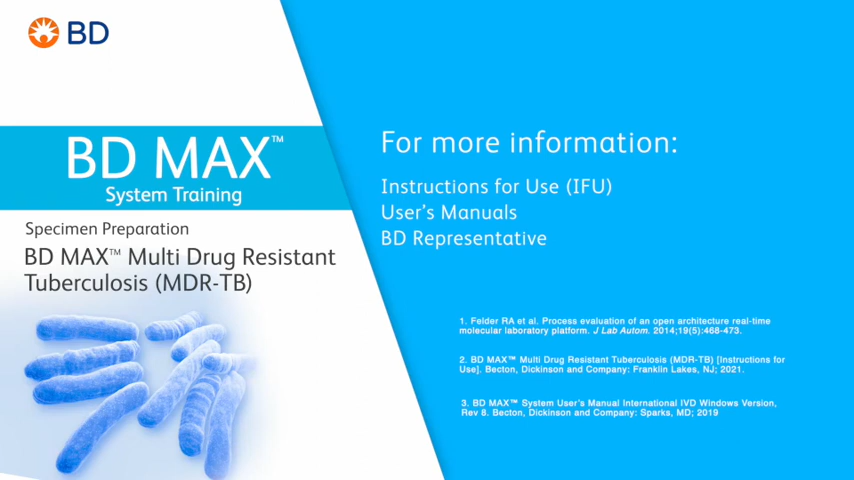 BD
BD MAX™
System Training
Specimen Preparation
BD MAX™ Multi Drug Resistant
Tuberculosis (MDR-TB)
For more information:
Instructions for Use (IFU)
User's Manuals
BD Representative
1. Felder RA et al. Process evaluation of an open architecture real-time
molecular laboratory platform. J Lab Autom. 2014;19(5):468-473.
2. BD MAX™ Multi Drug Resistant Tuberculosis (MDR-TB) [Instructions for
Use]. Becton, Dickinson and Company: Franklin Lakes, NJ; 2021.
3. BD MAX™ System User's Manual International IVD Windows Version,
Rev 8. Becton, Dickinson and Company: Sparks, MD; 2019